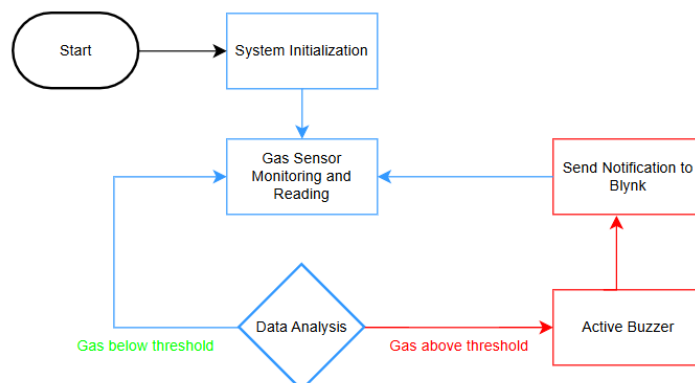 Start
System Initialization
Gas Sensor
Monitoring and
Reading
Send Notification to
Blynk
Data Analysis
Active Buzzer
Gas below threshold
Gas above threshold